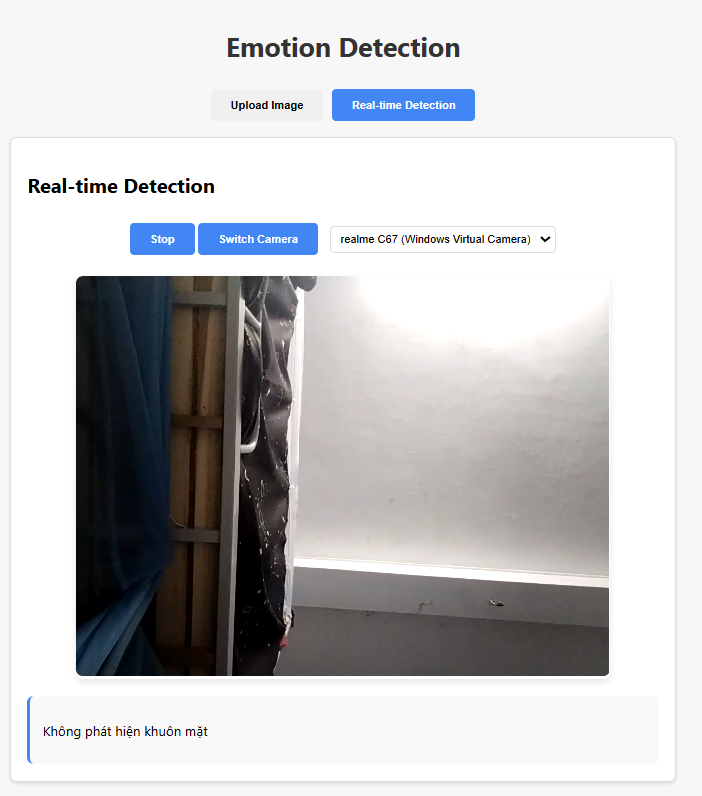 Emotion Detection
Upload Image
Real-time Detection
Real-time Detection
Stop
Switch Camera
realme C67 (Windows Virtual Camera)
Không phát hiện khuôn mặt